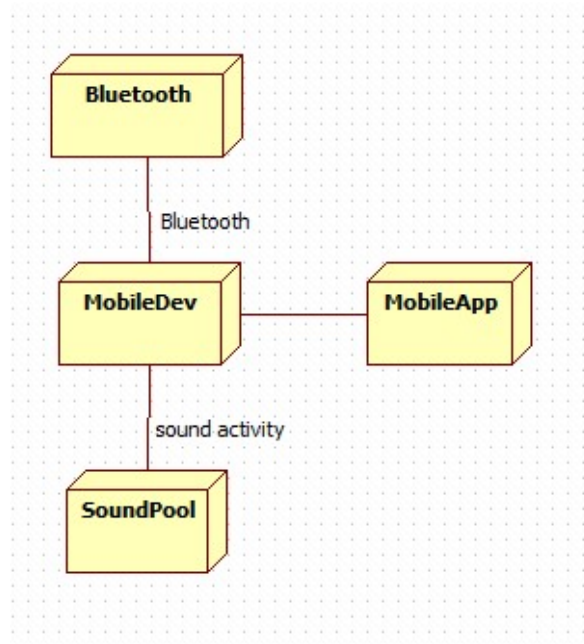 Bluetooth
Bluetooth
MobileDev
MobileApp
sound activity
SoundPool